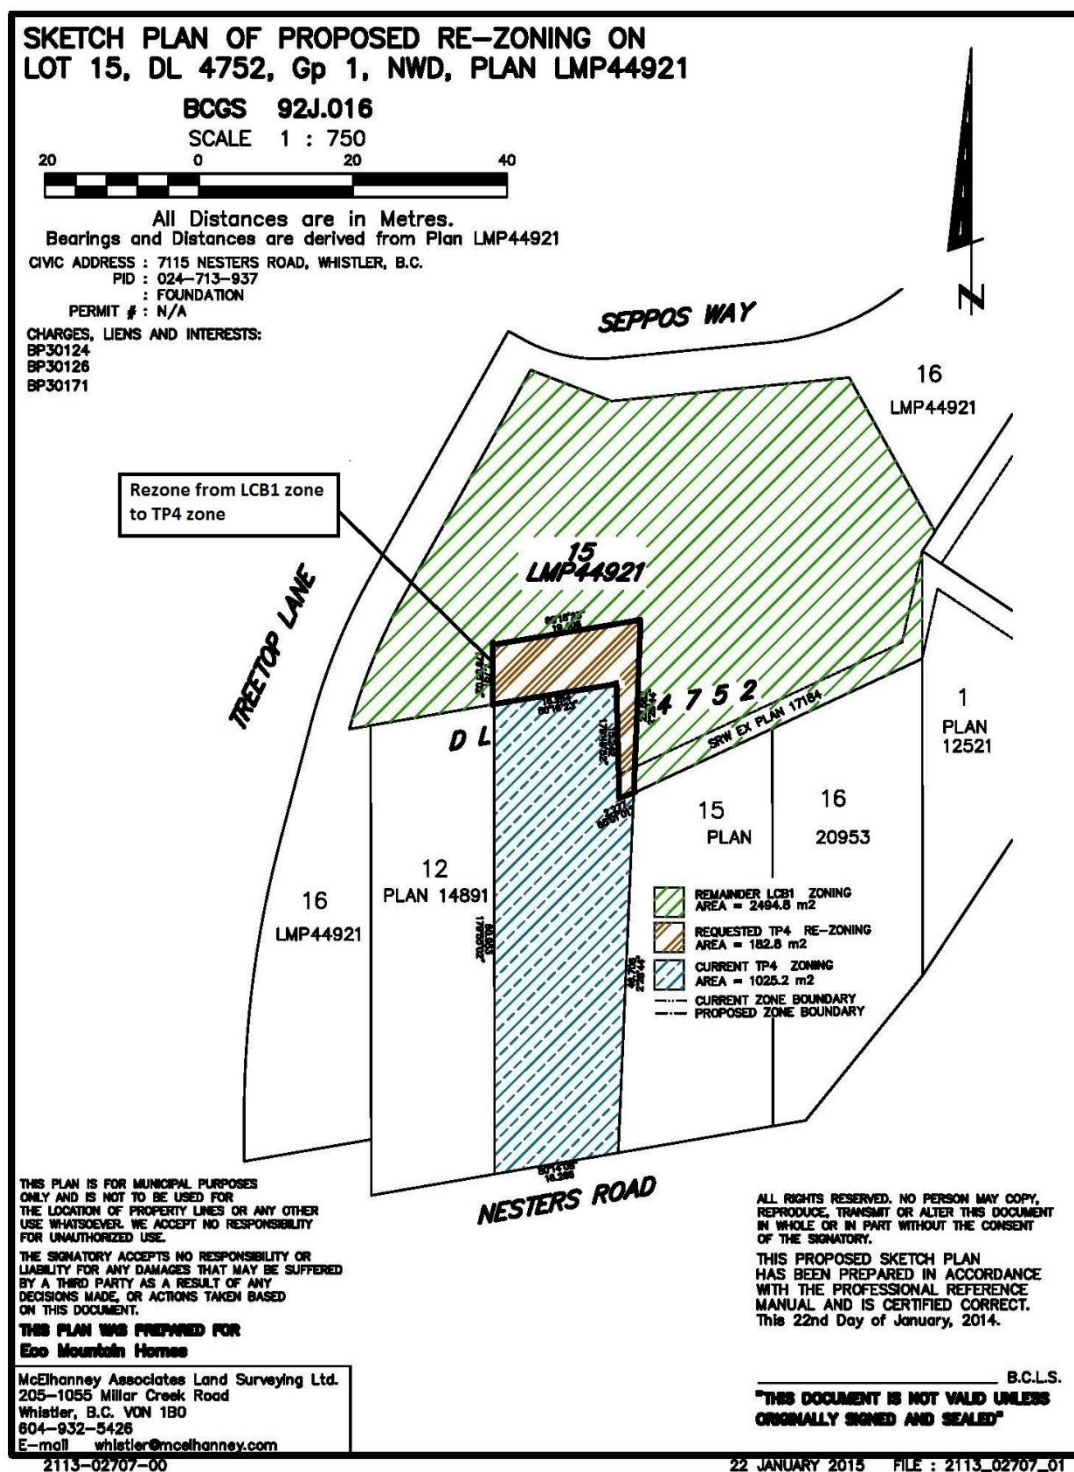 SKETCH PLAN OF PROPOSED RE-ZONING ON
LOT 15, DL 4752, Gp 1, NWD, PLAN LMP44921
BCGS 92J.016
SCALE 1 : 750
20 0 20 40
All Distances are in Metres.
Bearings and Distances are derived from Plan LMP44921
CIVIC ADDRESS : 7115 NESTERS ROAD, WHISTLER, B.C.
PID : 024-713-937
: FOUNDATION
PERMIT # : N/A
CHARGES, LIENS AND INTERESTS:
BP30124
BP30126
BP30171
N
SEPPOS WAY
16
LMP44921
Rezone from LCB1 zone
to TP4 zone
15
LMP44921
TREETOP LANE
DL 4752
SRW EX PLAN 17184
1
PLAN
12521
15
PLAN
16
20953
12
PLAN 14891
16
LMP44921
REMAINDER LCB1 ZONING
AREA = 2494.8 m2
REQUESTED TP4 RE-ZONING
AREA = 182.8 m2
CURRENT TP4 ZONING
AREA = 1025.2 m2
CURRENT ZONE BOUNDARY
PROPOSED ZONE BOUNDARY
NESTERS ROAD
THIS PLAN IS FOR MUNICIPAL PURPOSES
ONLY AND IS NOT TO BE USED FOR
THE LOCATION OF PROPERTY LINES OR ANY OTHER
USE WHATSOEVER. WE ACCEPT NO RESPONSIBILITY
FOR UNAUTHORIZED USE.
THE SIGNATORY ACCEPTS NO RESPONSIBILITY OR
LIABILITY FOR ANY DAMAGES THAT MAY BE SUFFERED
BY A THIRD PARTY AS A RESULT OF ANY
DECISIONS MADE, OR ACTIONS TAKEN BASED
ON THIS DOCUMENT.
THIS PLAN WAS PREPARED FOR
Eco Mountain Homes
McElhanney Associates Land Surveying Ltd.
205-1055 Millar Creek Road
Whistler, B.C. V0N 1B0
604-932-5426
E-mail whistler@mcelhanney.com
2113-02707-00
ALL RIGHTS RESERVED. NO PERSON MAY COPY,
REPRODUCE, TRANSMIT OR ALTER THIS DOCUMENT
IN WHOLE OR IN PART WITHOUT THE CONSENT
OF THE SIGNATORY.
THIS PROPOSED SKETCH PLAN
HAS BEEN PREPARED IN ACCORDANCE
WITH THE PROFESSIONAL REFERENCE
MANUAL AND IS CERTIFIED CORRECT.
This 22nd Day of January, 2014.
B.C.L.S.
"THIS DOCUMENT IS NOT VALID UNLESS
ORIGINALLY SIGNED AND SEALED"
22 JANUARY 2015 FILE : 2113_02707_01